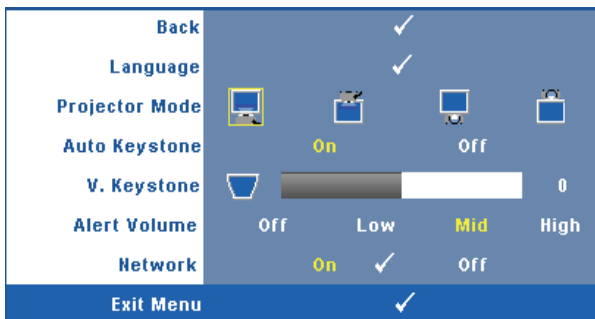 Back
Language
Projector Mode
Auto Keystone On Off
V. Keystone 0
Alert Volume Off Low Mid High
Network On Off
Exit Menu